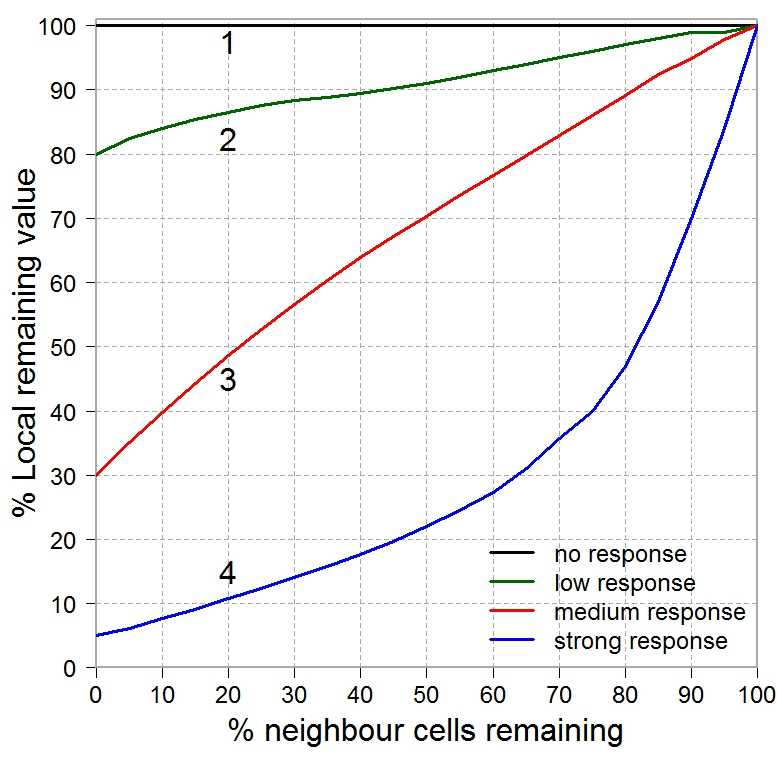 100
90
80
70
60
50
40
30
20
10
0
% Local remaining value
1
2
3
4
no response
low response
medium response
strong response
0 10 20 30 40 50 60 70 80 90 100
% neighbour cells remaining